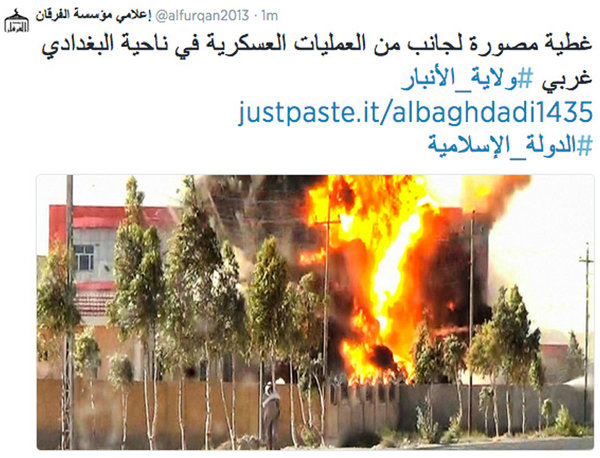 إعلامي مؤسسة الفرقان @alfurqan2013 · 1m
غطية مصورة لجانب من العمليات العسكرية في ناحية البغدادي
غربي #ولاية_الأنبار
justpaste.it/albaghdadi1435
#الدولة_الإسلامية